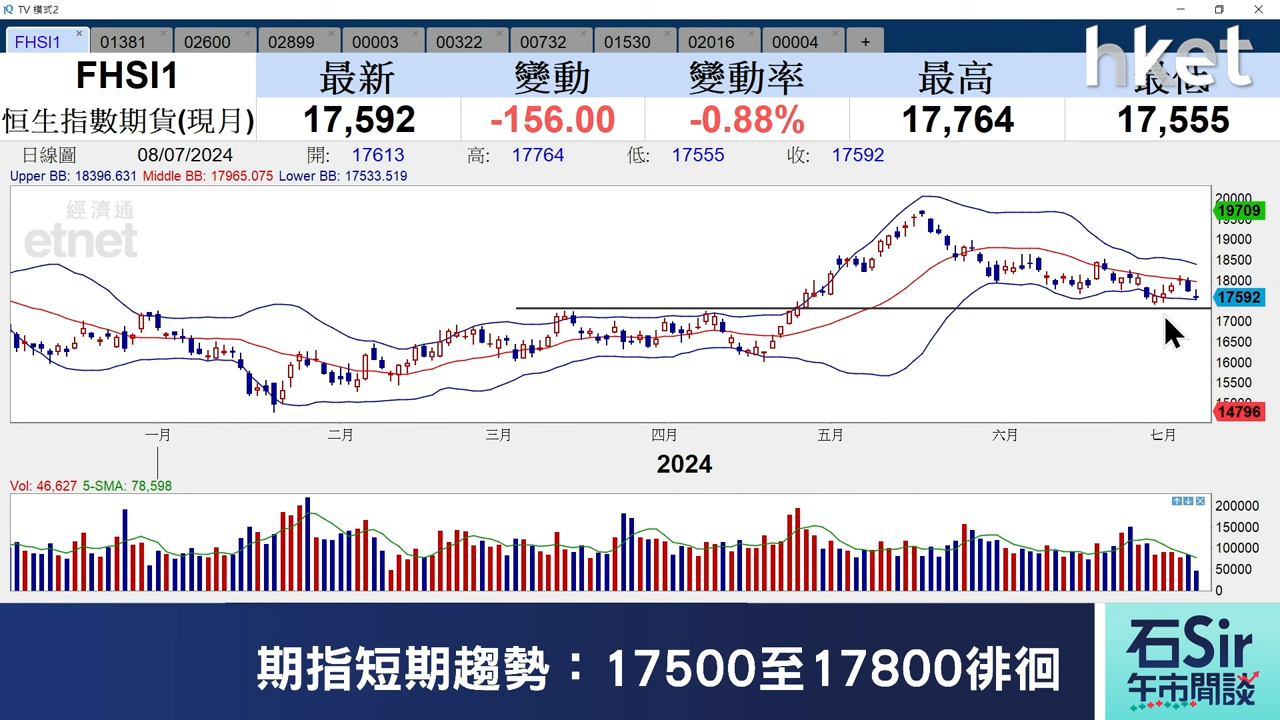 TV 模式2
FHSI1 01381 02600 02899 00003 00322 00732 01530 02016 00004 +
hket
FHSI1 最新 變動 變動率 最高 最低
恒生指數期貨(現月) 17,592 -156.00 -0.88% 17,764 17,555
日線圖 08/07/2024 開: 17613 高: 17764 低: 17555 收: 17592
Upper BB: 18396.631 Middle BB: 17965.075 Lower BB: 17533.519
經濟通
etnet
20000
19709
19500
19000
18500
18000
17592
17000
16500
16000
15500
15000
14796
一月 二月 三月 四月 五月 六月 七月
2024
Vol: 46,627 5-SMA: 78,598
200000
150000
100000
50000
0
期指短期趨勢：17500至17800徘徊
石Sir
午市閒談